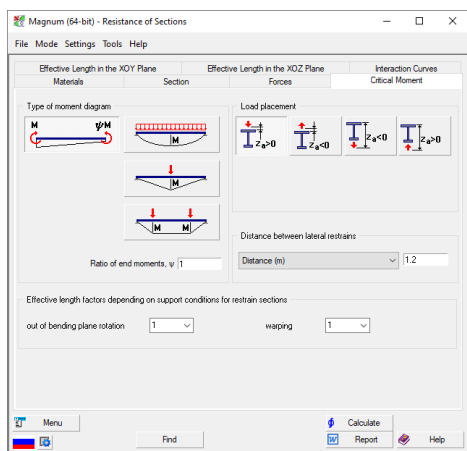 Magnum (64-bit) - Resistance of Sections
File Mode Settings Tools Help
Effective Length in the XOY Plane Effective Length in the XOZ Plane Interaction Curves
Materials Section Forces Critical Moment
Type of moment diagram
M ψM
M
M
M M
Ratio of end moments, ψ 1
Load placement
Za>0 Za<0 Za<0 Za>0
Distance between lateral restrains
Distance (m) 1.2
Effective length factors depending on support conditions for restrain sections
out of bending plane rotation 1 warping 1
Menu Calculate
Find W Report Help